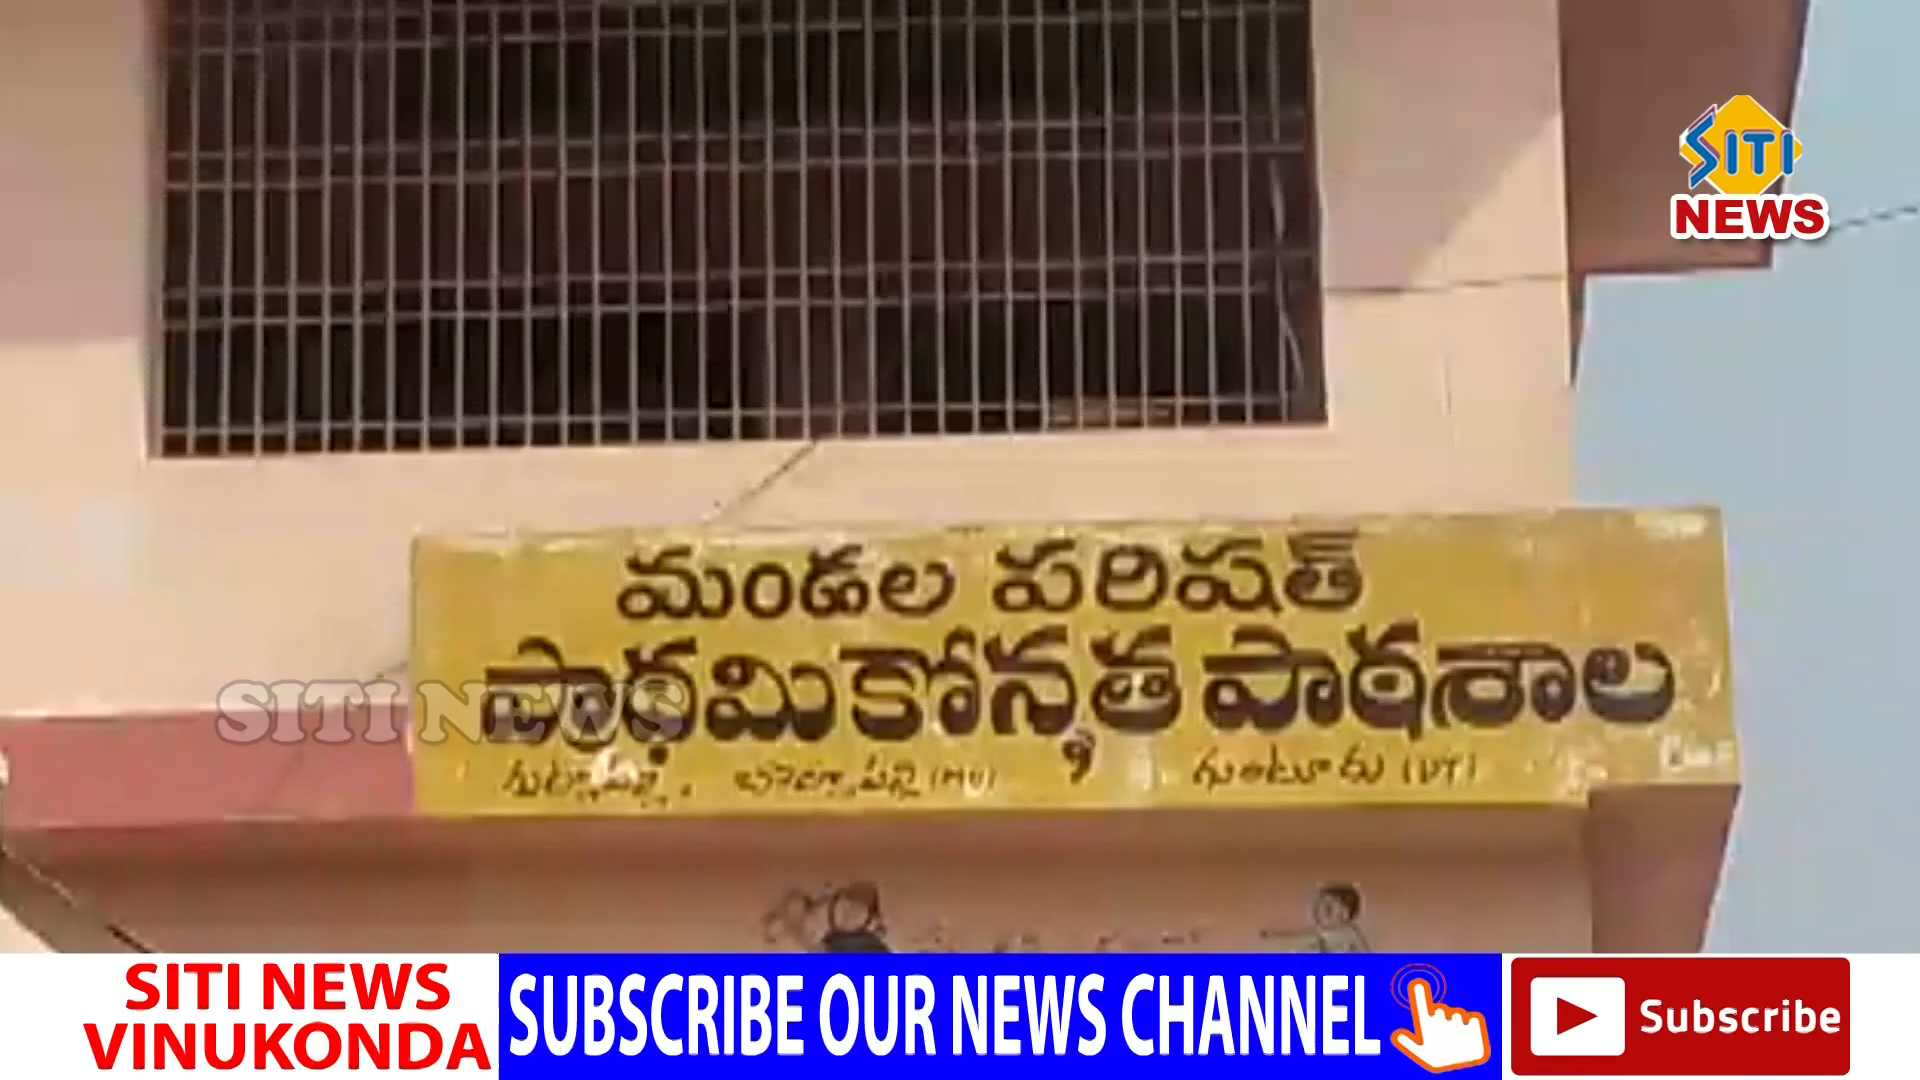 SITI
NEWS
మండల పరిషత్
ప్రాథమికోన్నత పాఠశాల
గుంటూరు (DT)
SITI NEWS
SITI NEWS
VINUKONDA
SUBSCRIBE OUR NEWS CHANNEL
Subscribe